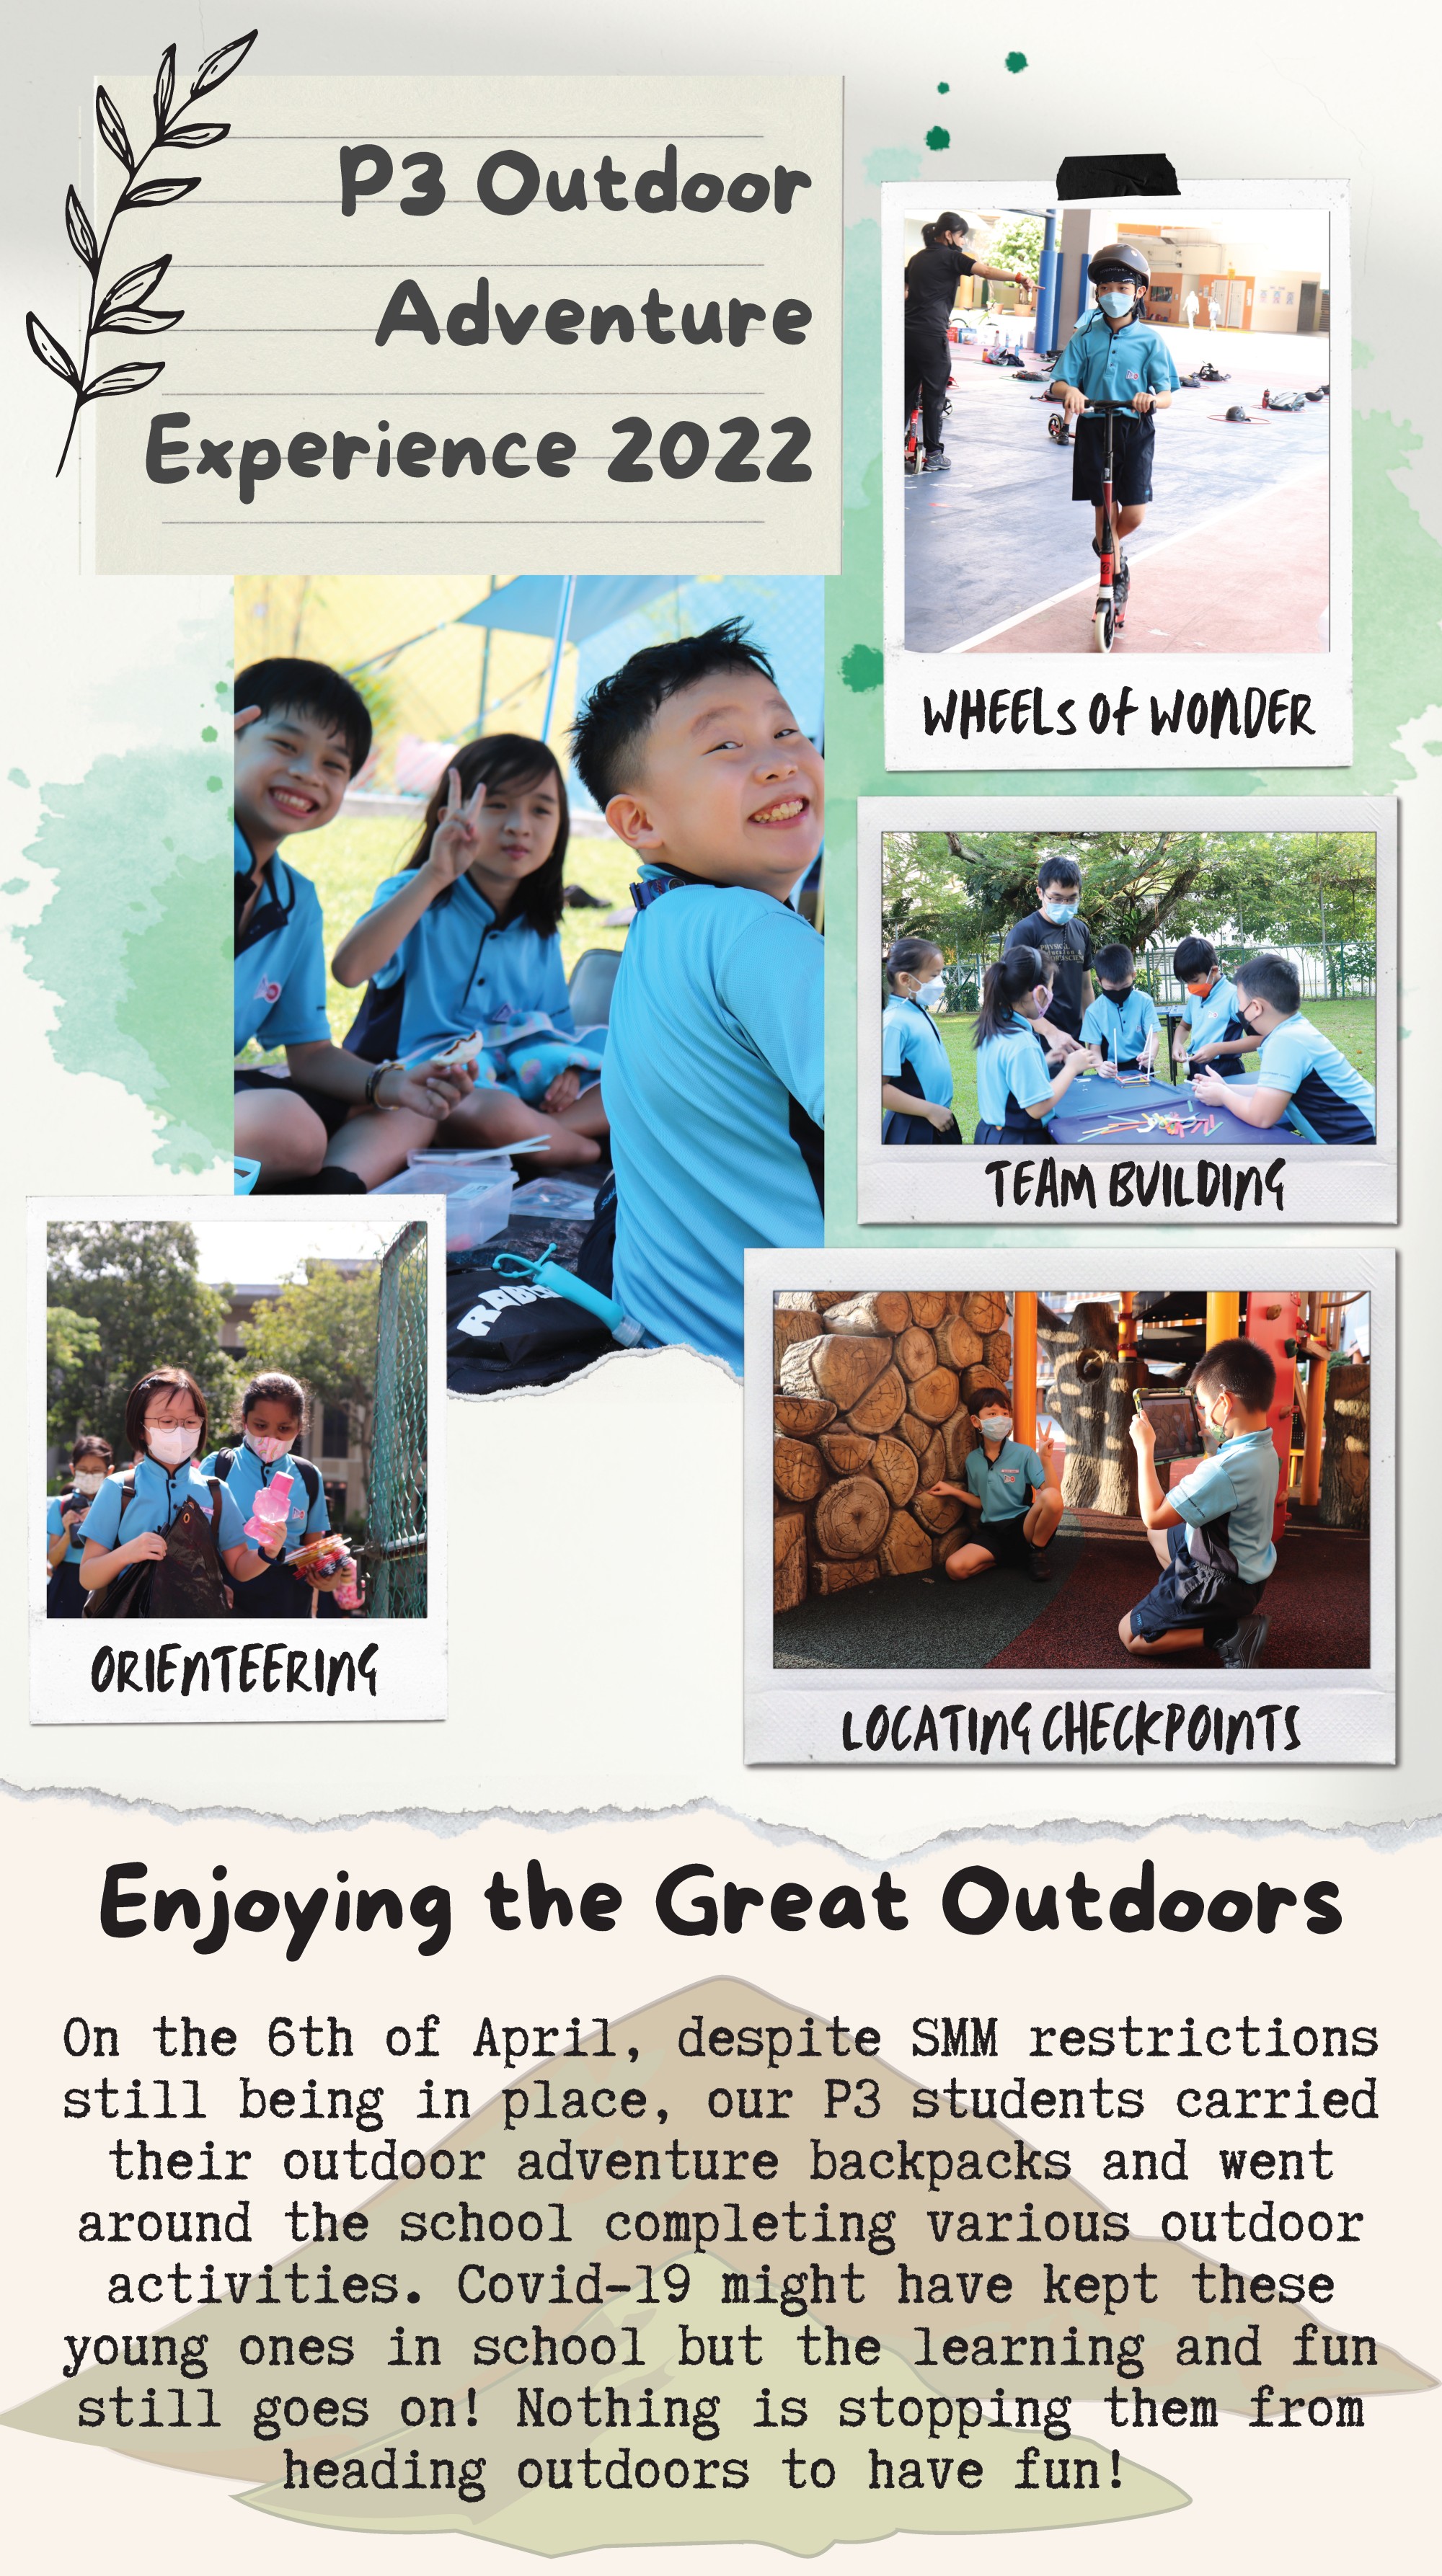 P3 Outdoor
Adventure
Experience 2022
WHEELS Of WONDER
TEAM BUILDING
ORIENTEERING
LOCATING CHECKPOINTS
Enjoying the Great Outdoors
On the 6th of April, despite SMM restrictions
still being in place, our P3 students carried
their outdoor adventure backpacks and went
around the school completing various outdoor
activities. Covid-19 might have kept these
young ones in school but the learning and fun
still goes on! Nothing is stopping them from
heading outdoors to have fun!